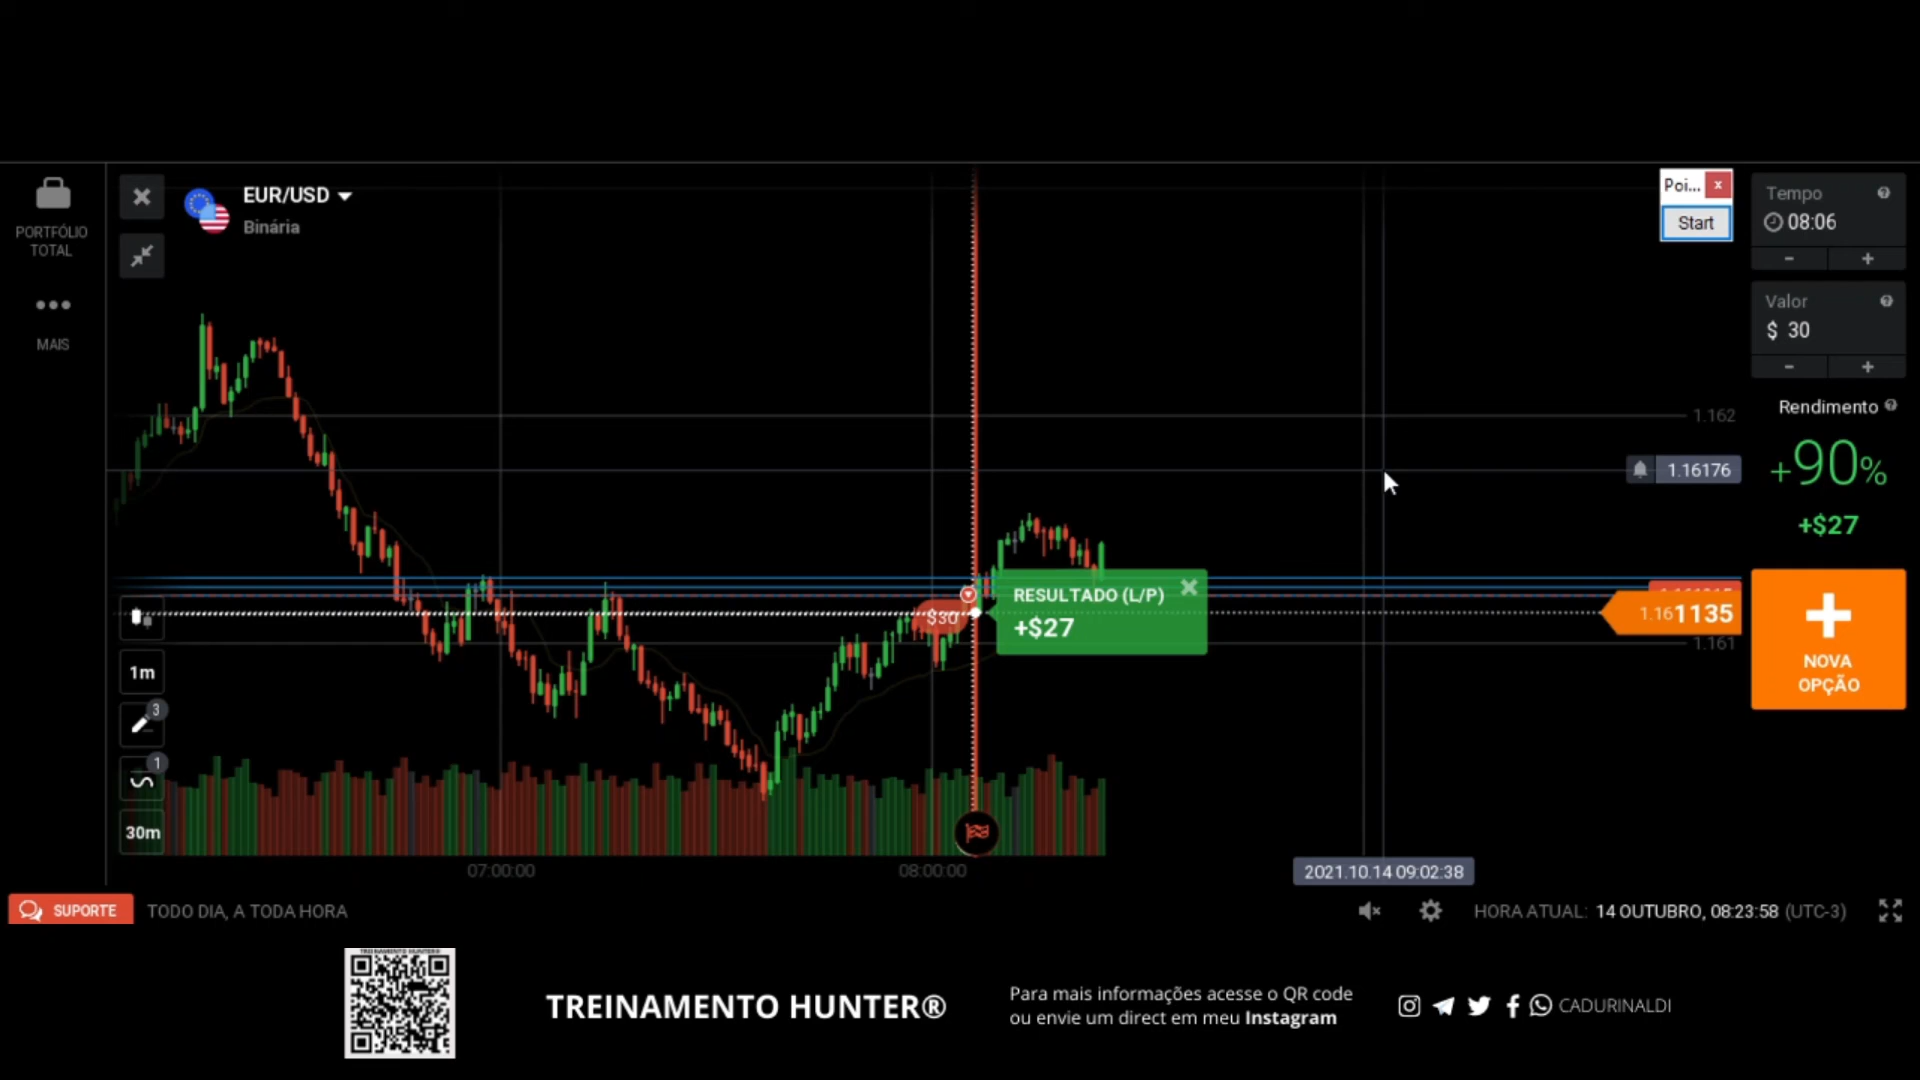 PORTFÓLIO
TOTAL
MAIS
EUR/USD
Binária
Poi...
x
Start
Tempo
08:06
-
+
Valor
$ 30
-
+
Rendimento
+90%
+$27
1.162
1.16176
$30
RESULTADO (L/P)
+$27
1.161135
1.161
NOVA
OPÇÃO
1m
3
1
30m
07:00:00
08:00:00
2021.10.14 09:02:38
SUPORTE
TODO DIA, A TODA HORA
HORA ATUAL: 14 OUTUBRO, 08:23:58 (UTC-3)
TREINAMENTO HUNTER®
Para mais informações acesse o QR code
ou envie um direct em meu Instagram
CADURINALDI